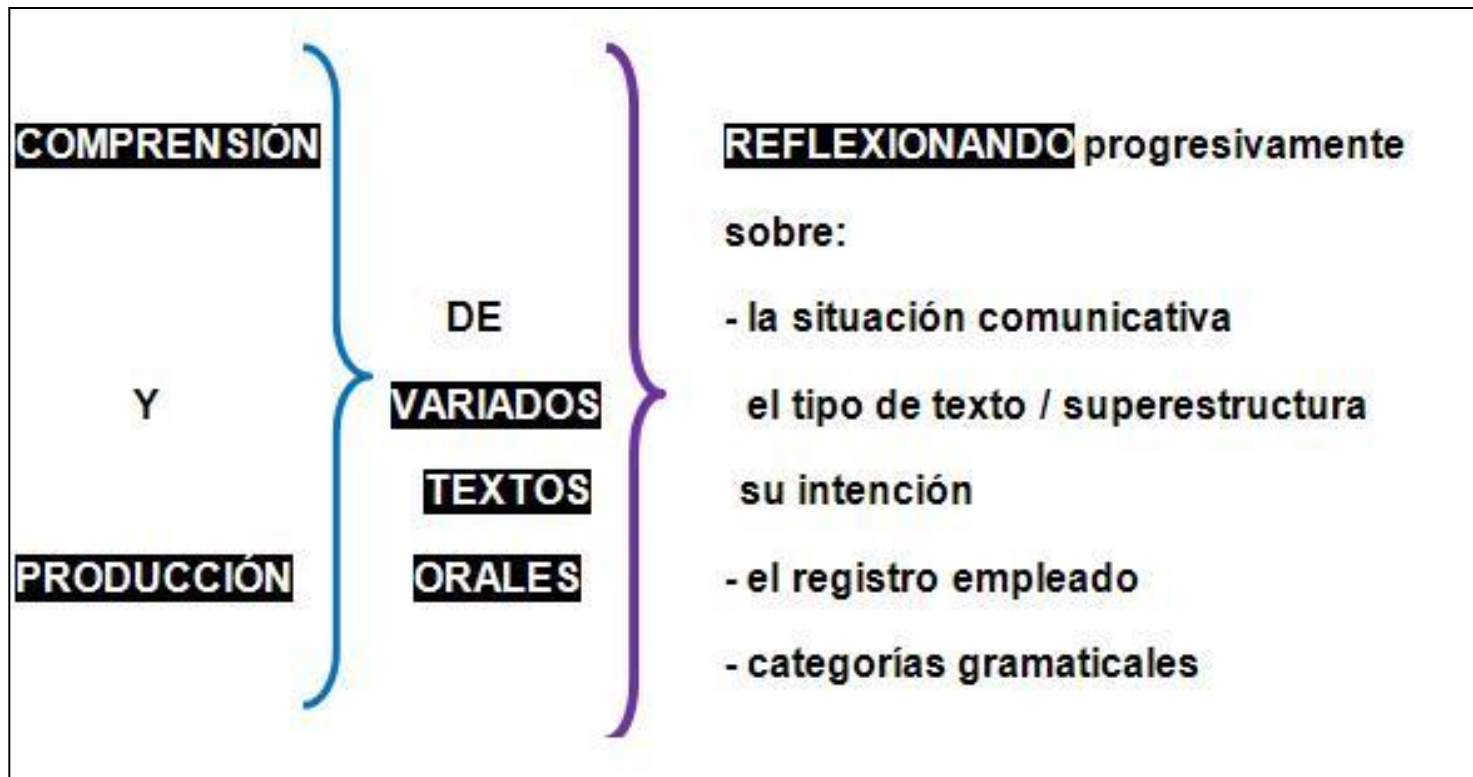 COMPRENSIÓN
Y
PRODUCCIÓN
DE
VARIADOS
TEXTOS
ORALES
REFLEXIONANDO progresivamente
sobre:
- la situación comunicativa
el tipo de texto / superestructura
su intención
- el registro empleado
- categorías gramaticales